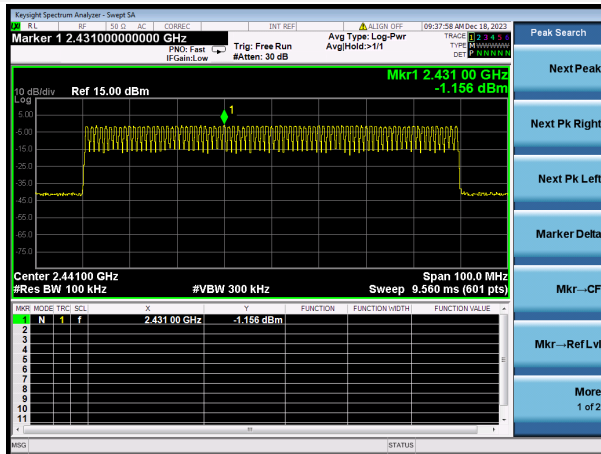 Keysight Spectrum Analyzer - Swept SA
RL RF 50 Ω AC CORREC INT REF ALIGN OFF 09:37:58 AM Dec 18, 2023
Marker 1 2.431000000000 GHz
PNO: Fast
IFGain:Low
Trig: Free Run
#Atten: 30 dB
Avg Type: Log-Pwr
Avg|Hold:>1/1
TRACE 1 2 3 4 5 6
TYPE M WWWWW
DET P N N N N N
Mkr1 2.431 00 GHz
-1.156 dBm
10 dB/div Ref 15.00 dBm
Log
1
5.00
-5.00
-15.0
-25.0
-35.0
-45.0
-55.0
-65.0
-75.0
Center 2.44100 GHz
Span 100.0 MHz
#Res BW 100 kHz
#VBW 300 kHz
Sweep 9.560 ms (601 pts)
MKR MODE TRC SCL X Y FUNCTION FUNCTION WIDTH FUNCTION VALUE
1 N 1 f 2.431 00 GHz -1.156 dBm
2
3
4
5
6
7
8
9
10
11
MSG
STATUS
Peak Search
Next Peak
Next Pk Right
Next Pk Left
Marker Delta
Mkr→CF
Mkr→Ref Lvl
More
1 of 2